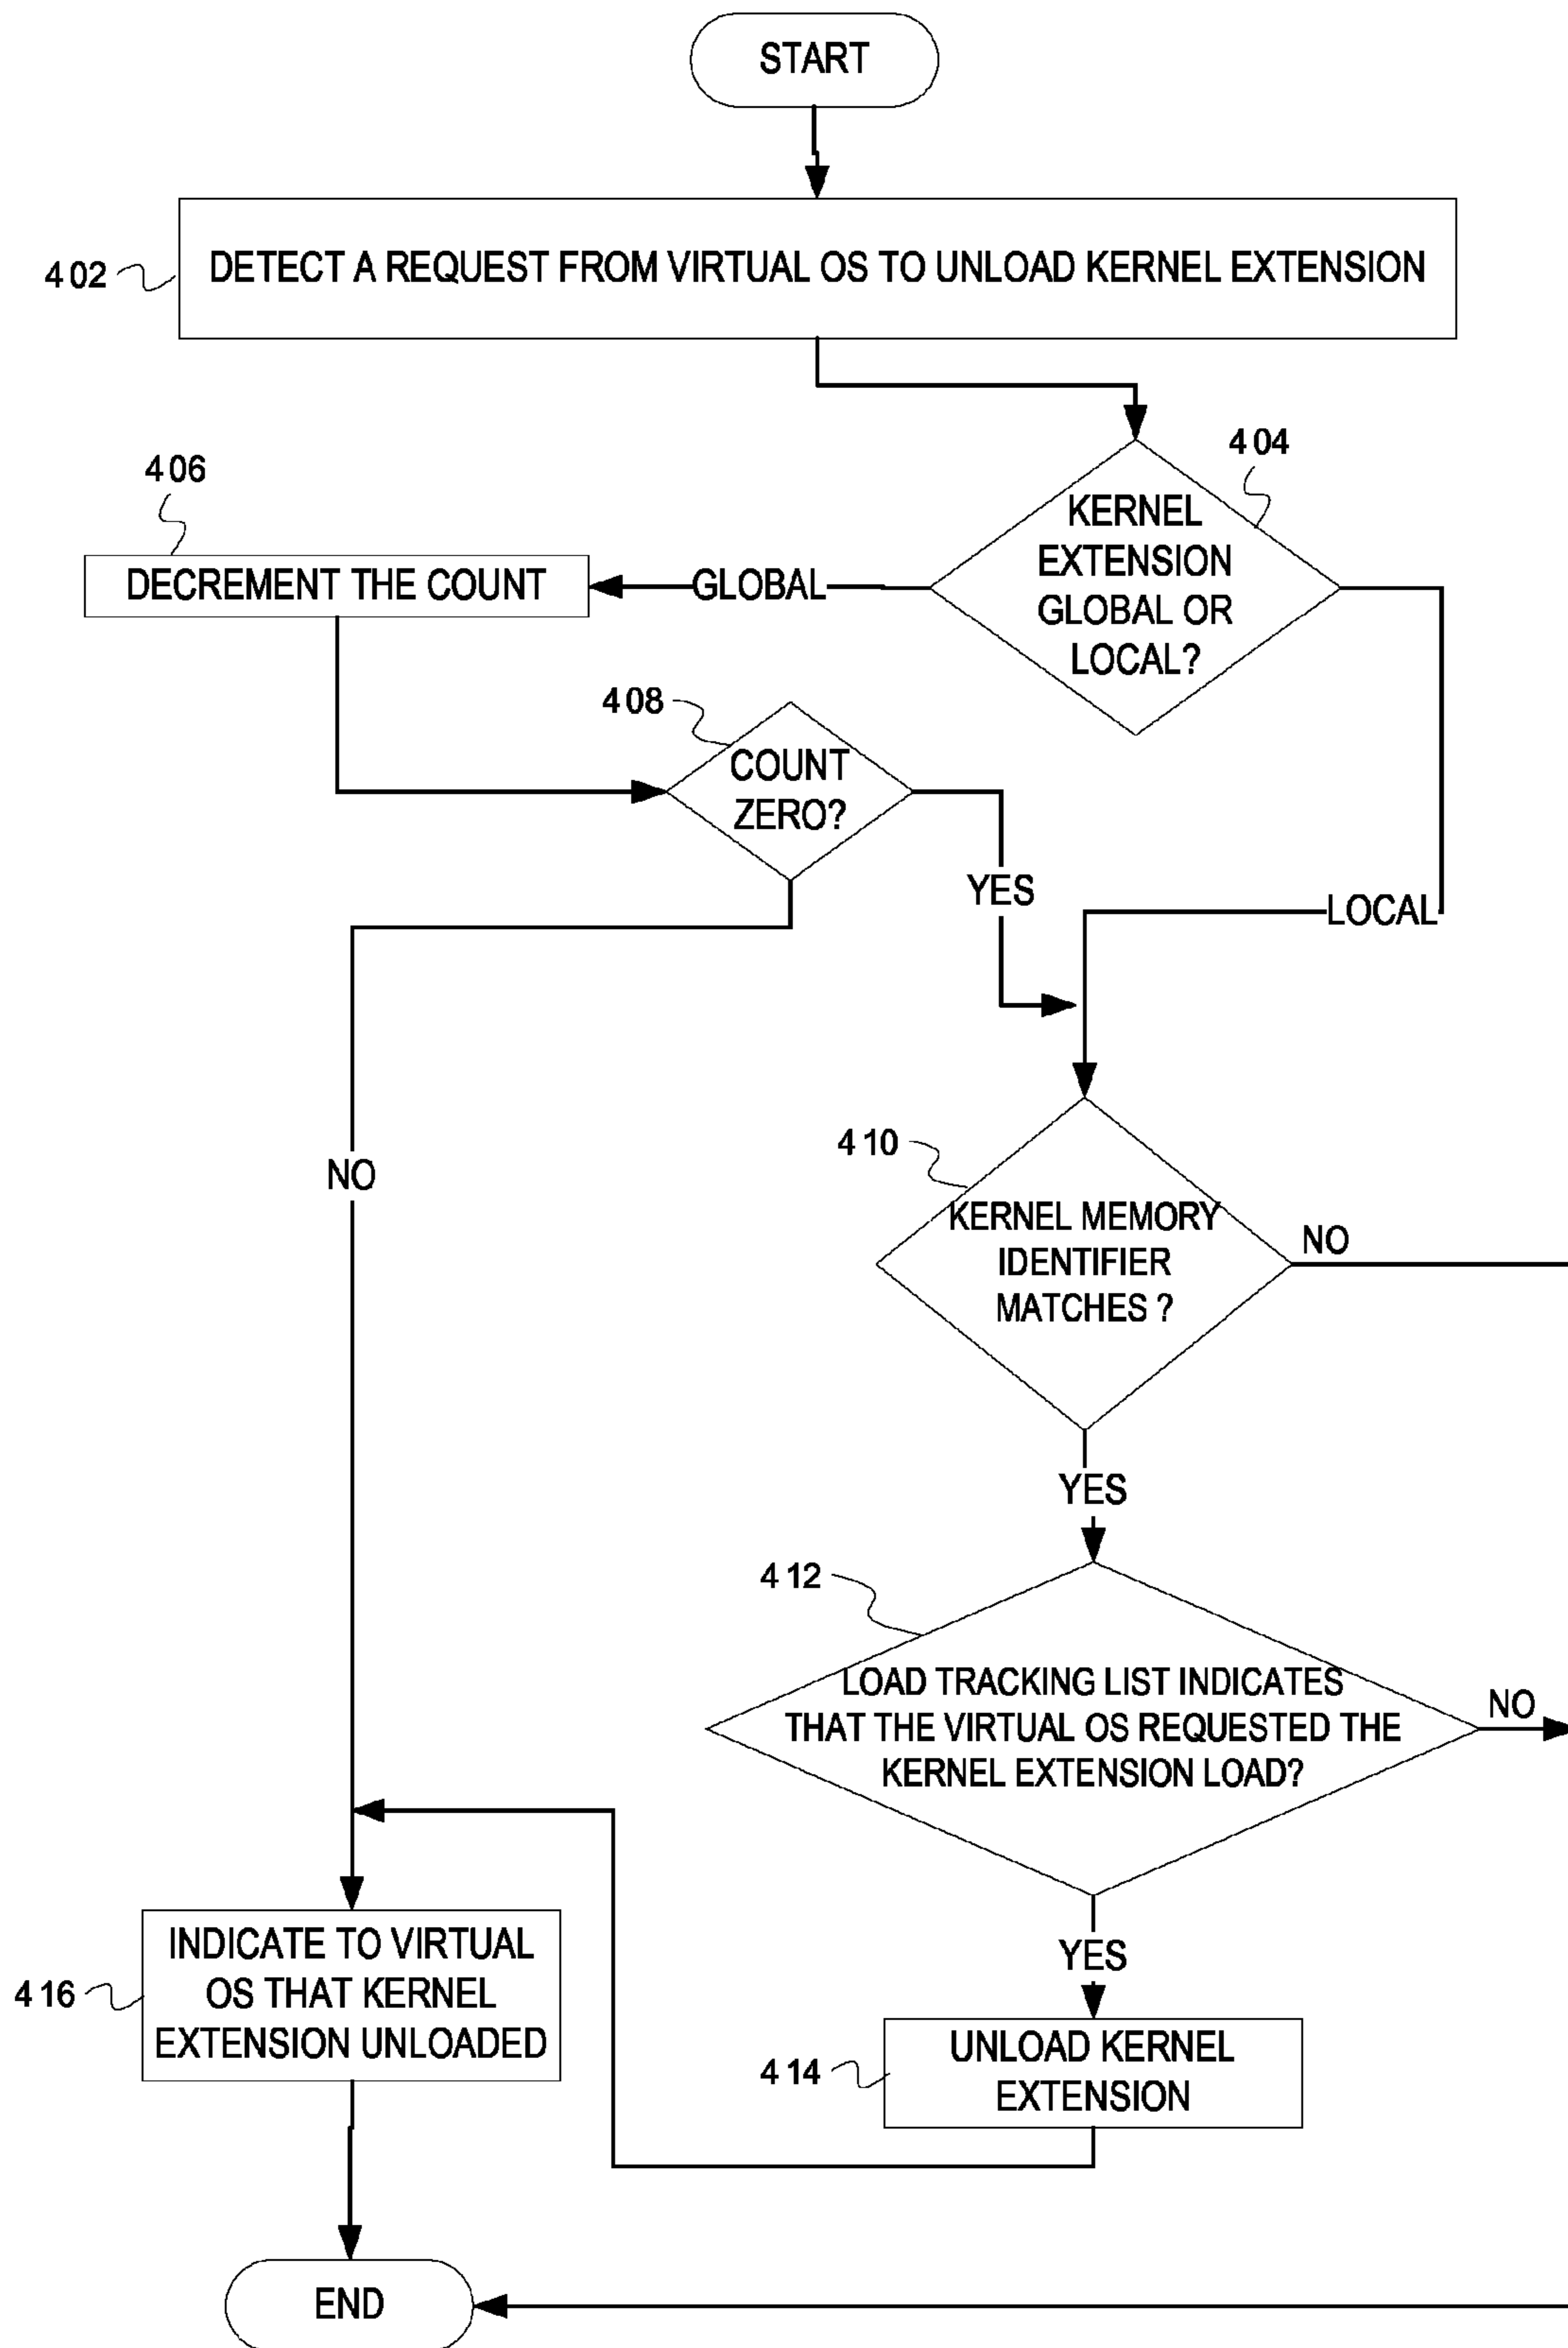 START
402
DETECT A REQUEST FROM VIRTUAL OS TO UNLOAD KERNEL EXTENSION
404
KERNEL
EXTENSION
GLOBAL OR
LOCAL?
406
DECREMENT THE COUNT
GLOBAL
408
COUNT
ZERO?
YES
LOCAL
NO
410
KERNEL MEMORY
IDENTIFIER
MATCHES ?
NO
YES
412
LOAD TRACKING LIST INDICATES
THAT THE VIRTUAL OS REQUESTED THE
KERNEL EXTENSION LOAD?
NO
YES
416
INDICATE TO VIRTUAL
OS THAT KERNEL
EXTENSION UNLOADED
414
UNLOAD KERNEL
EXTENSION
END